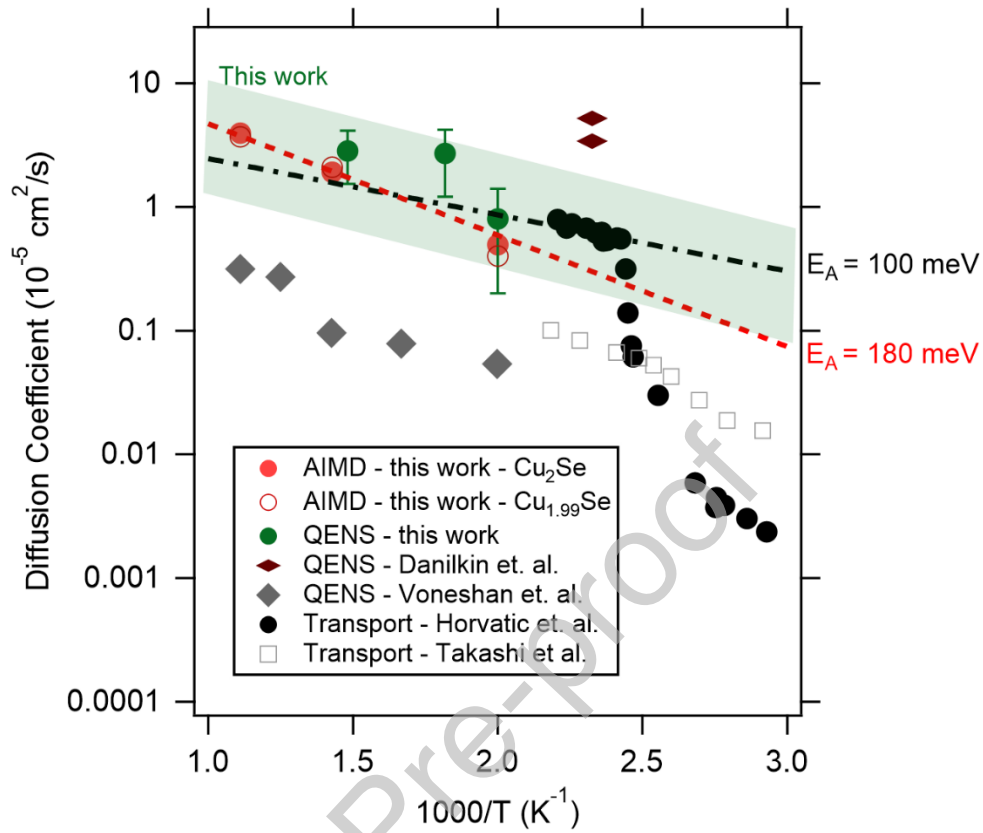 This work
10
1
0.1
0.01
0.001
0.0001
Diffusion Coefficient (10⁻⁵ cm²/s)
E_A = 100 meV
E_A = 180 meV
AIMD - this work - Cu₂Se
AIMD - this work - Cu₁.₉₉Se
QENS - this work
QENS - Danilkin et. al.
QENS - Voneshan et. al.
Transport - Horvatic et. al.
Transport - Takashi et al.
1.0 1.5 2.0 2.5 3.0
1000/T (K⁻¹)
Pre-proof